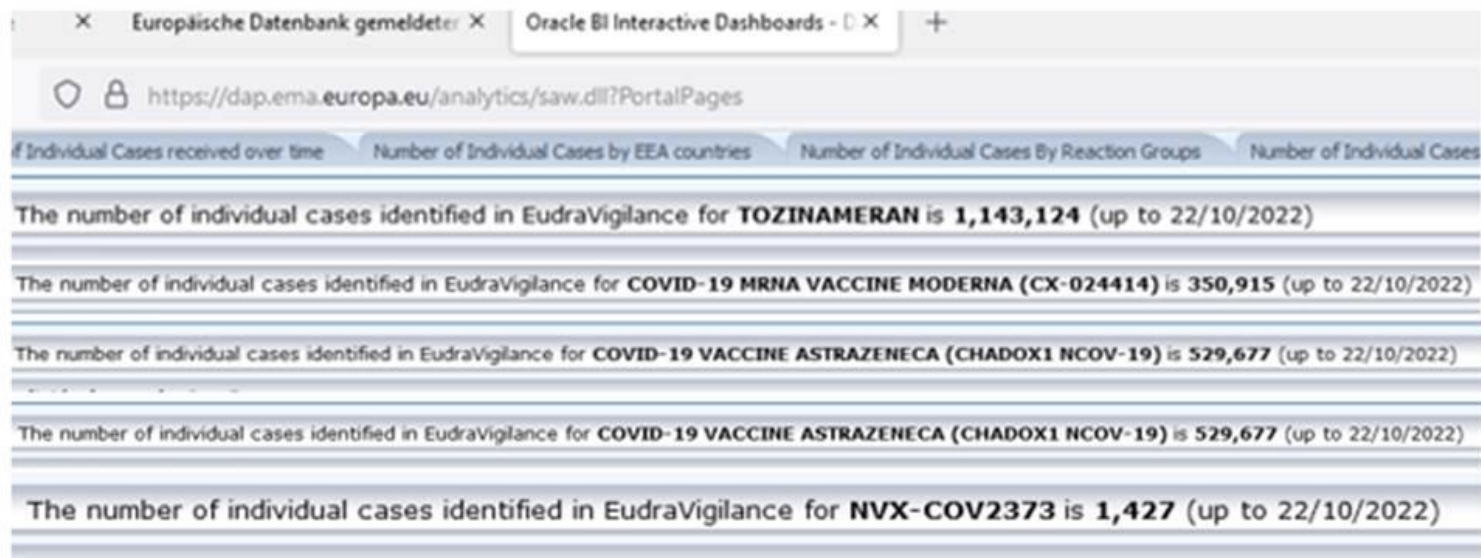 Europäische Datenbank gemeldeter
Oracle BI Interactive Dashboards - D
https://dap.ema.europa.eu/analytics/saw.dll?PortalPages
f Individual Cases received over time
Number of Individual Cases by EEA countries
Number of Individual Cases By Reaction Groups
Number of Individual Cases
The number of individual cases identified in EudraVigilance for TOZINAMERAN is 1,143,124 (up to 22/10/2022)
The number of individual cases identified in EudraVigilance for COVID-19 MRNA VACCINE MODERNA (CX-024414) is 350,915 (up to 22/10/2022)
The number of individual cases identified in EudraVigilance for COVID-19 VACCINE ASTRAZENECA (CHADOX1 NCOV-19) is 529,677 (up to 22/10/2022)
The number of individual cases identified in EudraVigilance for COVID-19 VACCINE ASTRAZENECA (CHADOX1 NCOV-19) is 529,677 (up to 22/10/2022)
The number of individual cases identified in EudraVigilance for NVX-COV2373 is 1,427 (up to 22/10/2022)